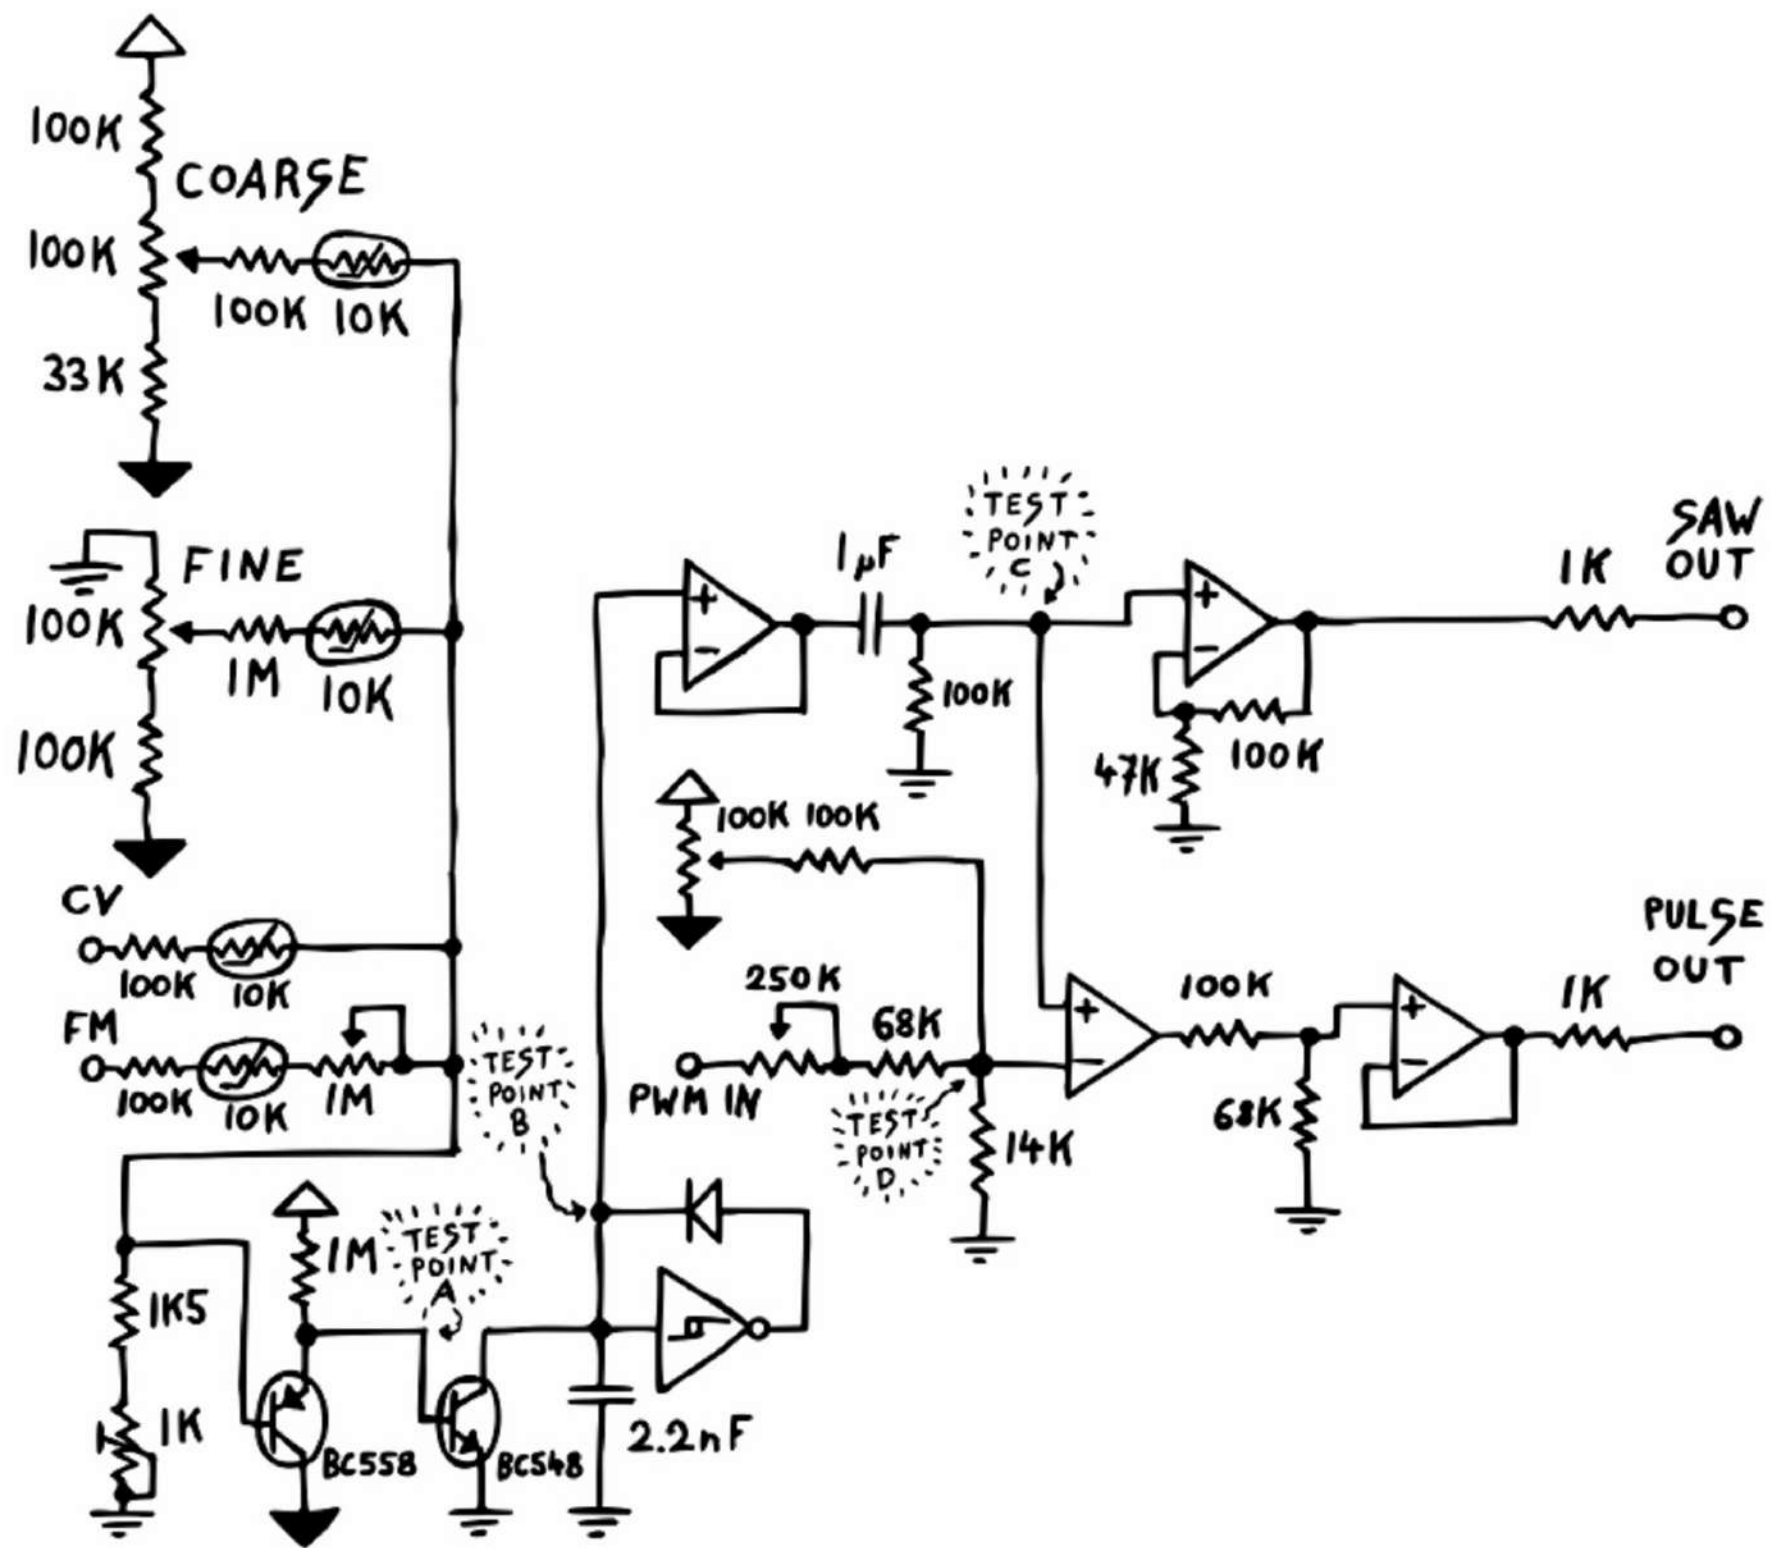 100K
COARSE
100K
100K
10K
33K
FINE
100K
1M
10K
100K
CV
100K
10K
FM
100K
10K
1M
TEST
POINT
B
1M
TEST
POINT
A
1K5
1K
BC558
BC548
2.2nF
1µF
TEST
POINT
C
100K
47K
100K
1K
SAW
OUT
100K
100K
250K
68K
PWM IN
TEST
POINT
D
14K
100K
68K
1K
PULSE
OUT
+
−
+
−
+
−
+
−